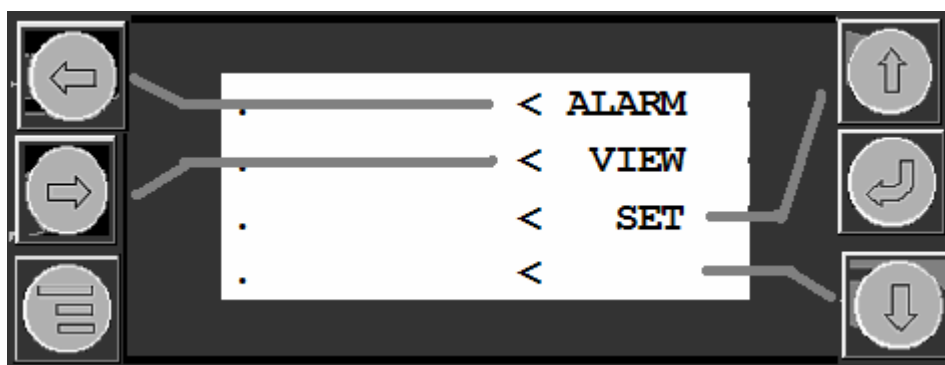 . < ALARM
. < VIEW
. < SET
. <